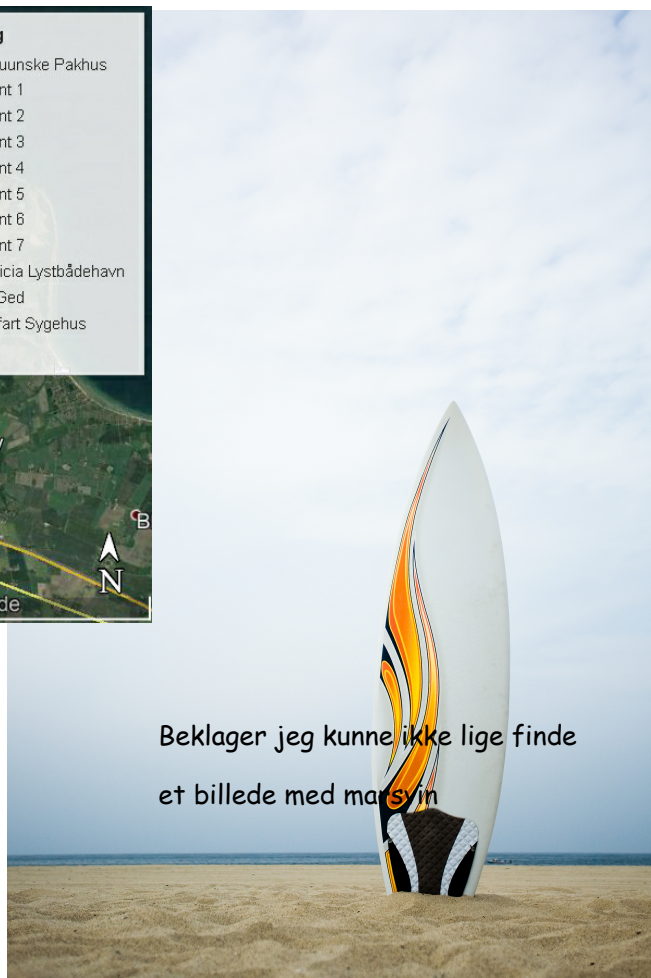 g
uunske Pakhus
nt 1
nt 2
nt 3
nt 4
nt 5
nt 6
nt 7
icia Lystbådehavn
Ged
fart Sygehus
B
N
de
Beklager jeg kunne ikke lige finde
et billede med marsvin